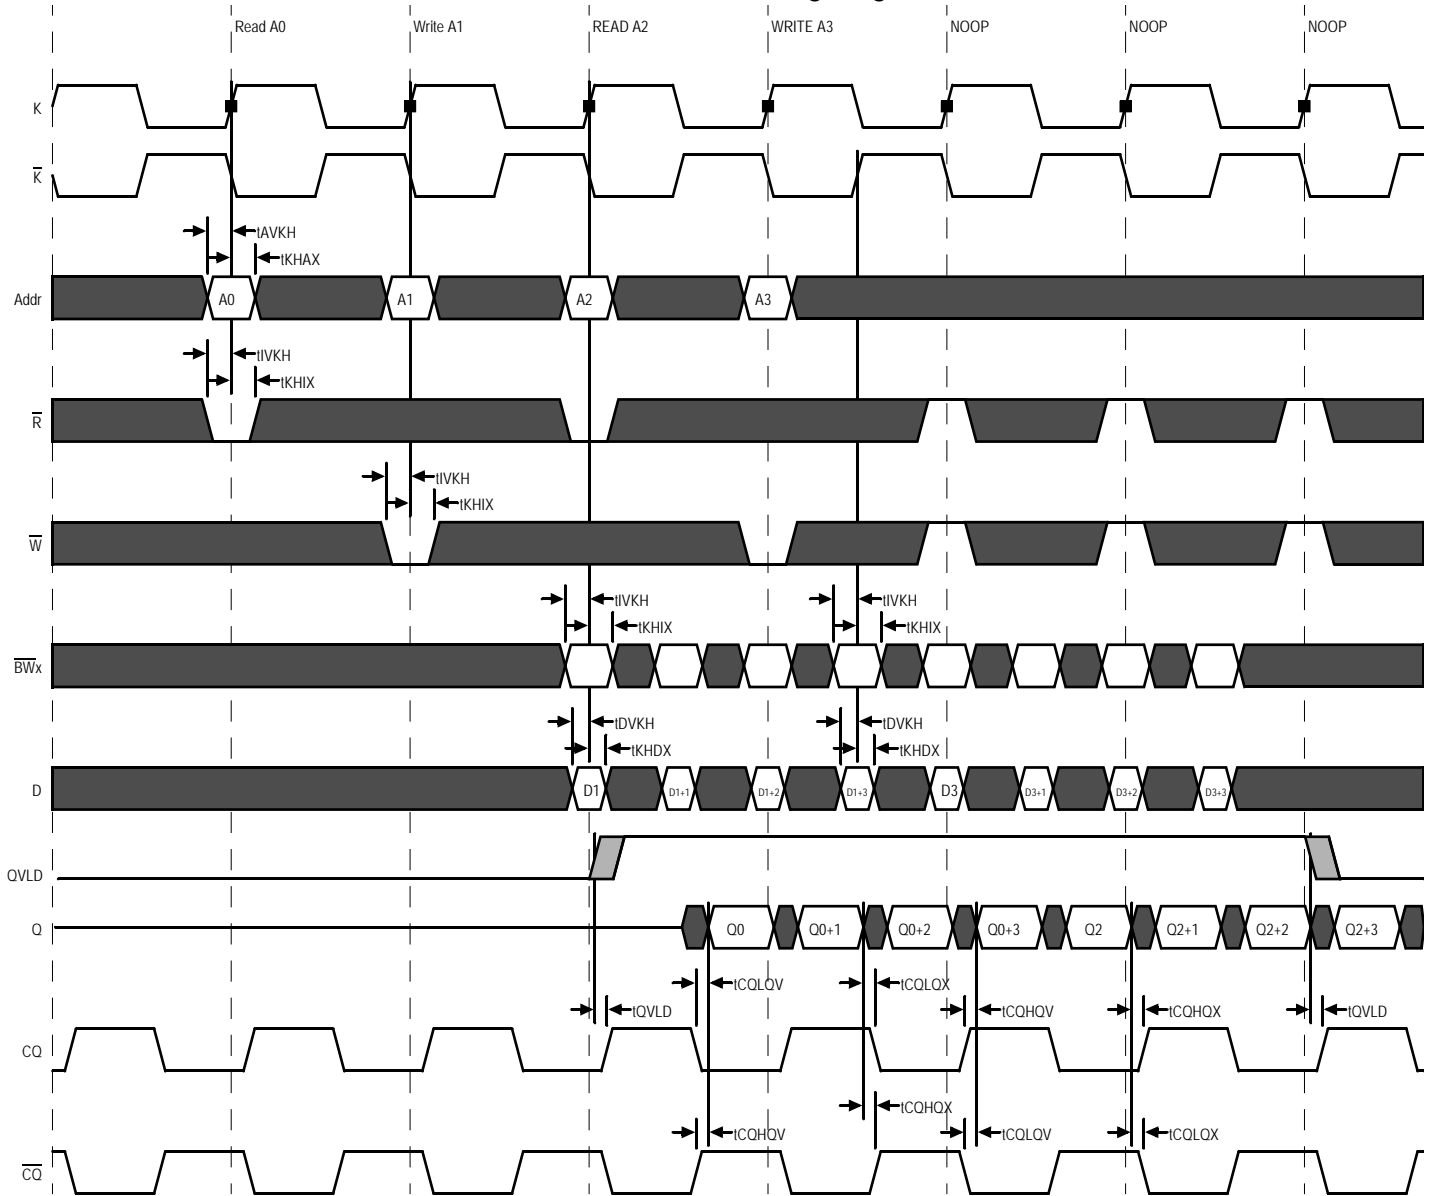 Read A0 Write A1 READ A2 WRITE A3 NOOP NOOP NOOP
K
K̅
tAVKH
tKHAX
Addr A0 A1 A2 A3
tIVKH
tKHIX
R̅
tIVKH
tKHIX
W̅
tIVKH tIVKH
tKHIX tKHIX
B̅W̅x
tDVKH tDVKH
tKHDX tKHDX
D D1 D1+1 D1+2 D1+3 D3 D3+1 D3+2 D3+3
QVLD
Q Q0 Q0+1 Q0+2 Q0+3 Q2 Q2+1 Q2+2 Q2+3
tCQLQV tCQLQX
tQVLD tCQHQV tCQHQX tQVLD
CQ
tCQHQX
tCQHQV tCQLQV tCQLQX
C̅Q̅